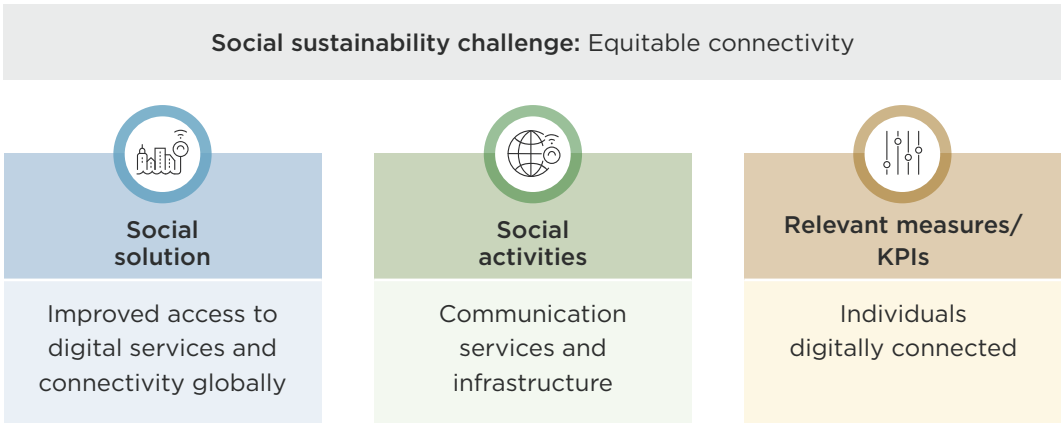 Social sustainability challenge: Equitable connectivity
Social
solution
Improved access to
digital services and
connectivity globally
Social
activities
Communication
services and
infrastructure
Relevant measures/
KPIs
Individuals
digitally connected